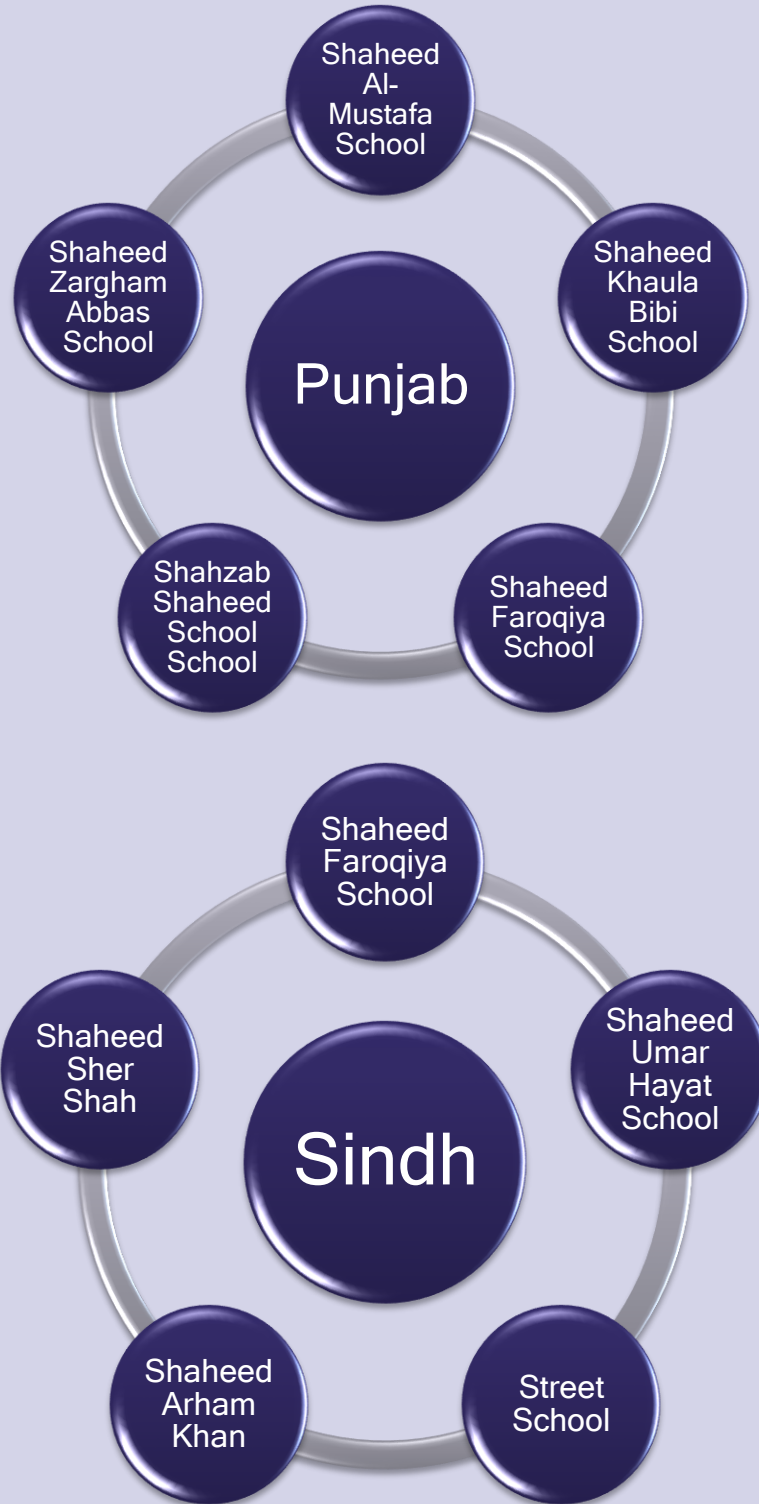 Shaheed
Al-
Mustafa
School
Shaheed
Zargham
Abbas
School
Shaheed
Khaula
Bibi
School
Punjab
Shahzab
Shaheed
School
School
Shaheed
Faroqiya
School
Shaheed
Faroqiya
School
Shaheed
Sher
Shah
Shaheed
Umar
Hayat
School
Sindh
Shaheed
Arham
Khan
Street
School